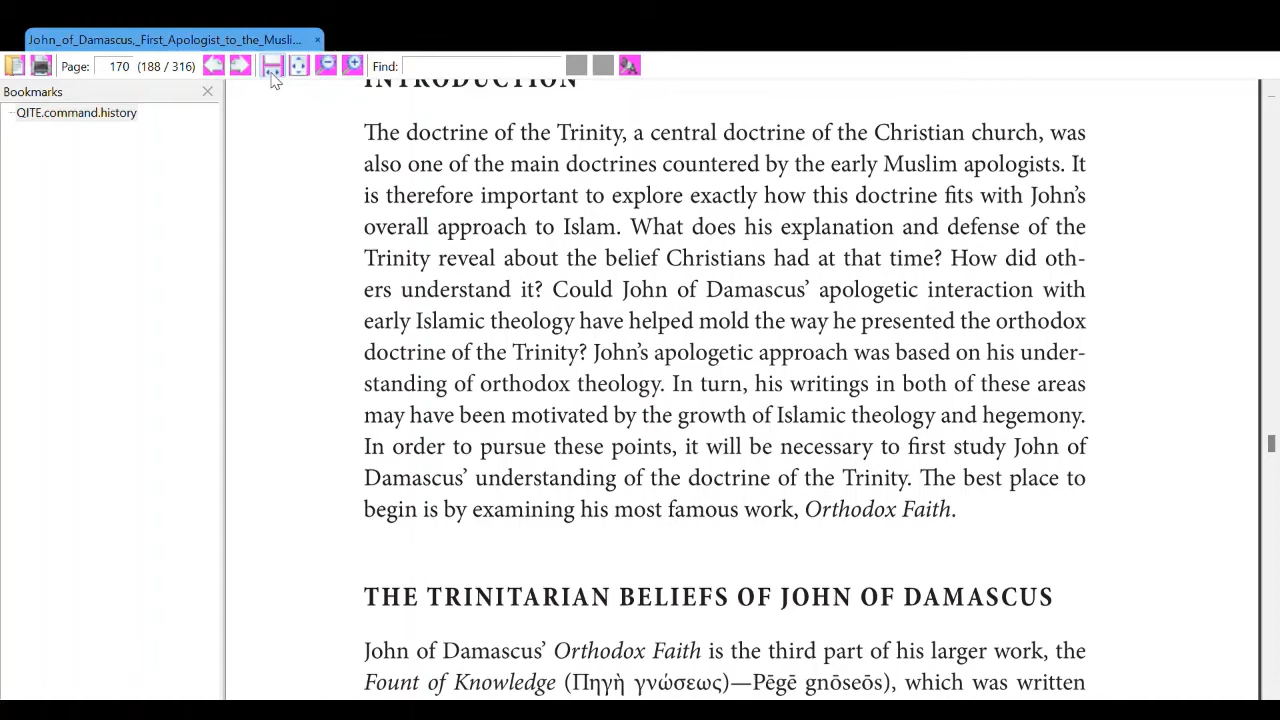 John_of_Damascus,_First_Apologist_to_the_Musli...
×
Page: 170 (188 / 316) Find:
Bookmarks
QITE.command.history
INTRODUCTION
The doctrine of the Trinity, a central doctrine of the Christian church, was
also one of the main doctrines countered by the early Muslim apologists. It
is therefore important to explore exactly how this doctrine fits with John’s
overall approach to Islam. What does his explanation and defense of the
Trinity reveal about the belief Christians had at that time? How did oth-
ers understand it? Could John of Damascus’ apologetic interaction with
early Islamic theology have helped mold the way he presented the orthodox
doctrine of the Trinity? John’s apologetic approach was based on his under-
standing of orthodox theology. In turn, his writings in both of these areas
may have been motivated by the growth of Islamic theology and hegemony.
In order to pursue these points, it will be necessary to first study John of
Damascus’ understanding of the doctrine of the Trinity. The best place to
begin is by examining his most famous work, Orthodox Faith.
THE TRINITARIAN BELIEFS OF JOHN OF DAMASCUS
John of Damascus’ Orthodox Faith is the third part of his larger work, the
Fount of Knowledge (Πηγὴ γνώσεως)—Pēgē gnōseōs), which was written